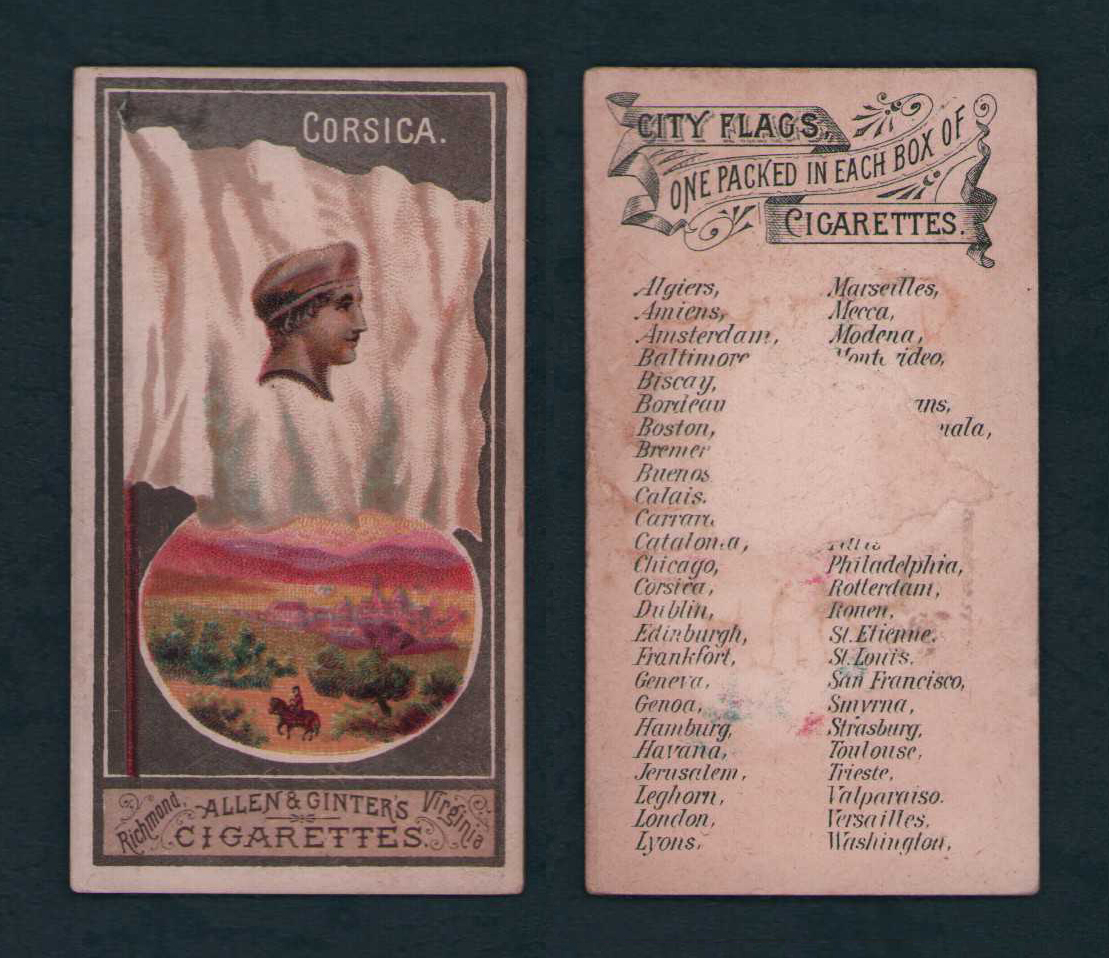 CORSICA.
Richmond, ALLEN & GINTER'S Virginia
CIGARETTES.
CITY FLAGS,
ONE PACKED IN EACH BOX OF
CIGARETTES.
Algiers,
Amiens,
Amsterdam,
Baltimore
Biscay,
Bordeau
Boston,
Bremer
Buenos
Calais.
Carrara
Catalonia,
Chicago,
Corsica,
Dublin,
Edinburgh,
Frankfort,
Geneva,
Genoa,
Hamburg,
Havana,
Jerusalem,
Leghorn,
London,
Lyons,
Marseilles,
Mecca,
Modena,
Philadelphia,
Rotterdam,
Rouen,
St. Etienne.
St. Louis.
San Francisco,
Smyrna,
Strasburg,
Toulouse,
Trieste,
Valparaiso.
Versailles,
Washington,